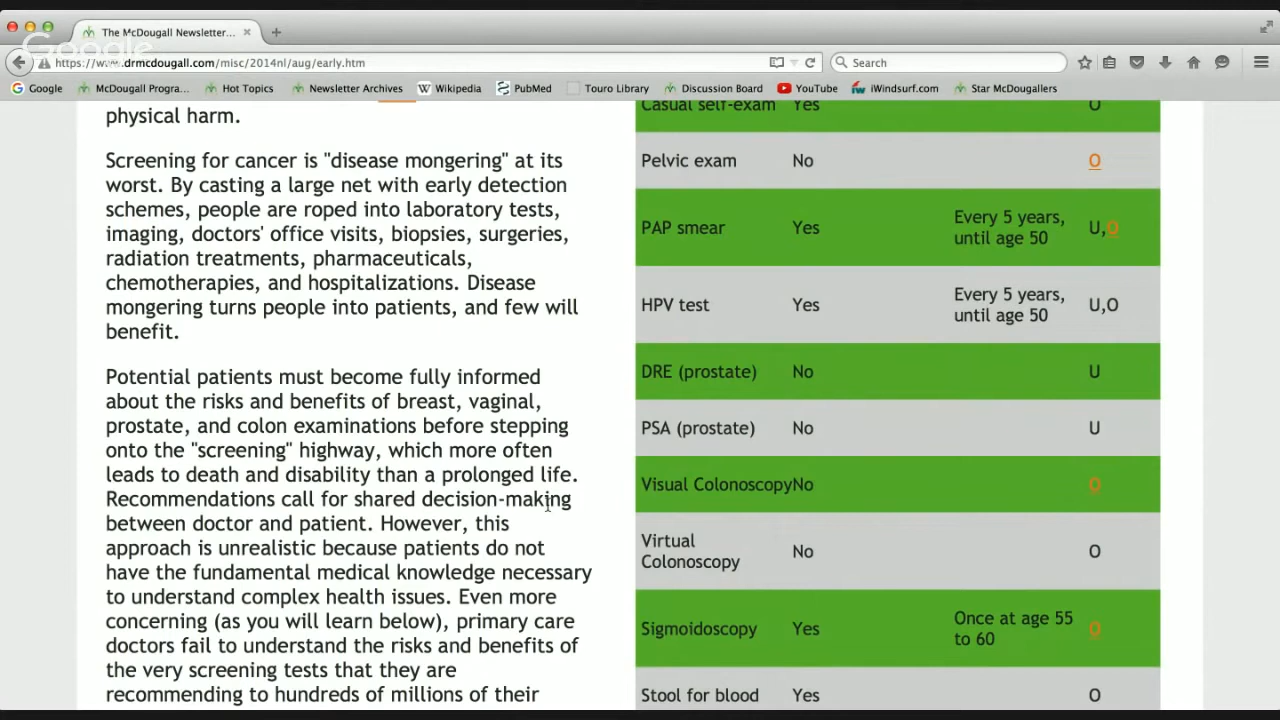 The McDougall Newsletter...
Google
drmcdougall.com/misc/2014nl/aug/early.htm
Search
Google
McDougall Progra...
Hot Topics
Newsletter Archives
Wikipedia
PubMed
Touro Library
Discussion Board
YouTube
iWindsurf.com
Star McDougallers
physical harm.
Screening for cancer is "disease mongering" at its
worst. By casting a large net with early detection
schemes, people are roped into laboratory tests,
imaging, doctors' office visits, biopsies, surgeries,
radiation treatments, pharmaceuticals,
chemotherapies, and hospitalizations. Disease
mongering turns people into patients, and few will
benefit.
Potential patients must become fully informed
about the risks and benefits of breast, vaginal,
prostate, and colon examinations before stepping
onto the "screening" highway, which more often
leads to death and disability than a prolonged life.
Recommendations call for shared decision-making
between doctor and patient. However, this
approach is unrealistic because patients do not
have the fundamental medical knowledge necessary
to understand complex health issues. Even more
concerning (as you will learn below), primary care
doctors fail to understand the risks and benefits of
the very screening tests that they are
recommending to hundreds of millions of their
Casual self-exam Yes O
Pelvic exam No O
PAP smear Yes Every 5 years, until age 50 U,O
HPV test Yes Every 5 years, until age 50 U,O
DRE (prostate) No U
PSA (prostate) No U
Visual Colonoscopy No O
Virtual Colonoscopy No O
Sigmoidoscopy Yes Once at age 55 to 60 O
Stool for blood Yes O